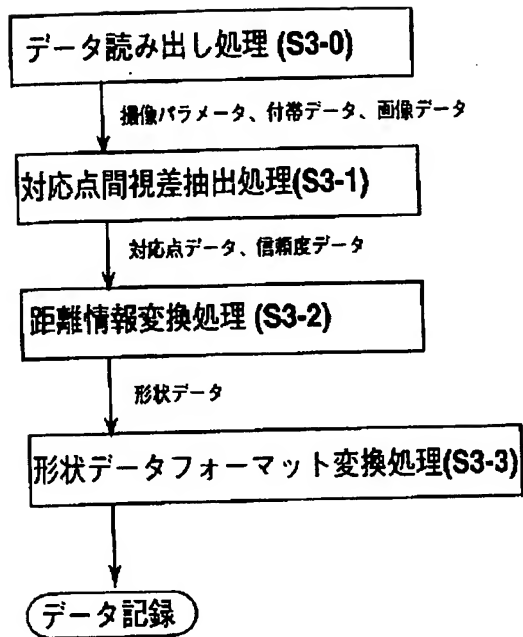 データ読み出し処理 (S3-0)
撮像パラメータ、付帯データ、画像データ
対応点間視差抽出処理(S3-1)
対応点データ、信頼度データ
距離情報変換処理 (S3-2)
形状データ
形状データフォーマット変換処理(S3-3)
データ記録